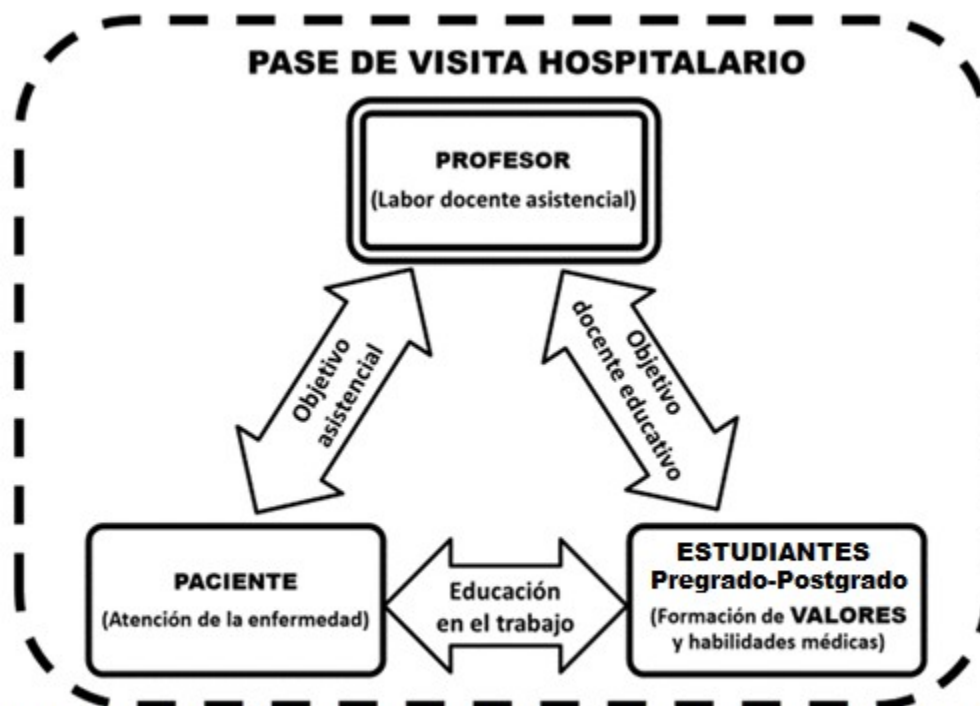 PASE DE VISITA HOSPITALARIO
PROFESOR
(Labor docente asistencial)
Objetivo
asistencial
Objetivo
docente educativo
PACIENTE
(Atención de la enfermedad)
Educación
en el trabajo
ESTUDIANTES
Pregrado-Postgrado
(Formación de VALORES
y habilidades médicas)